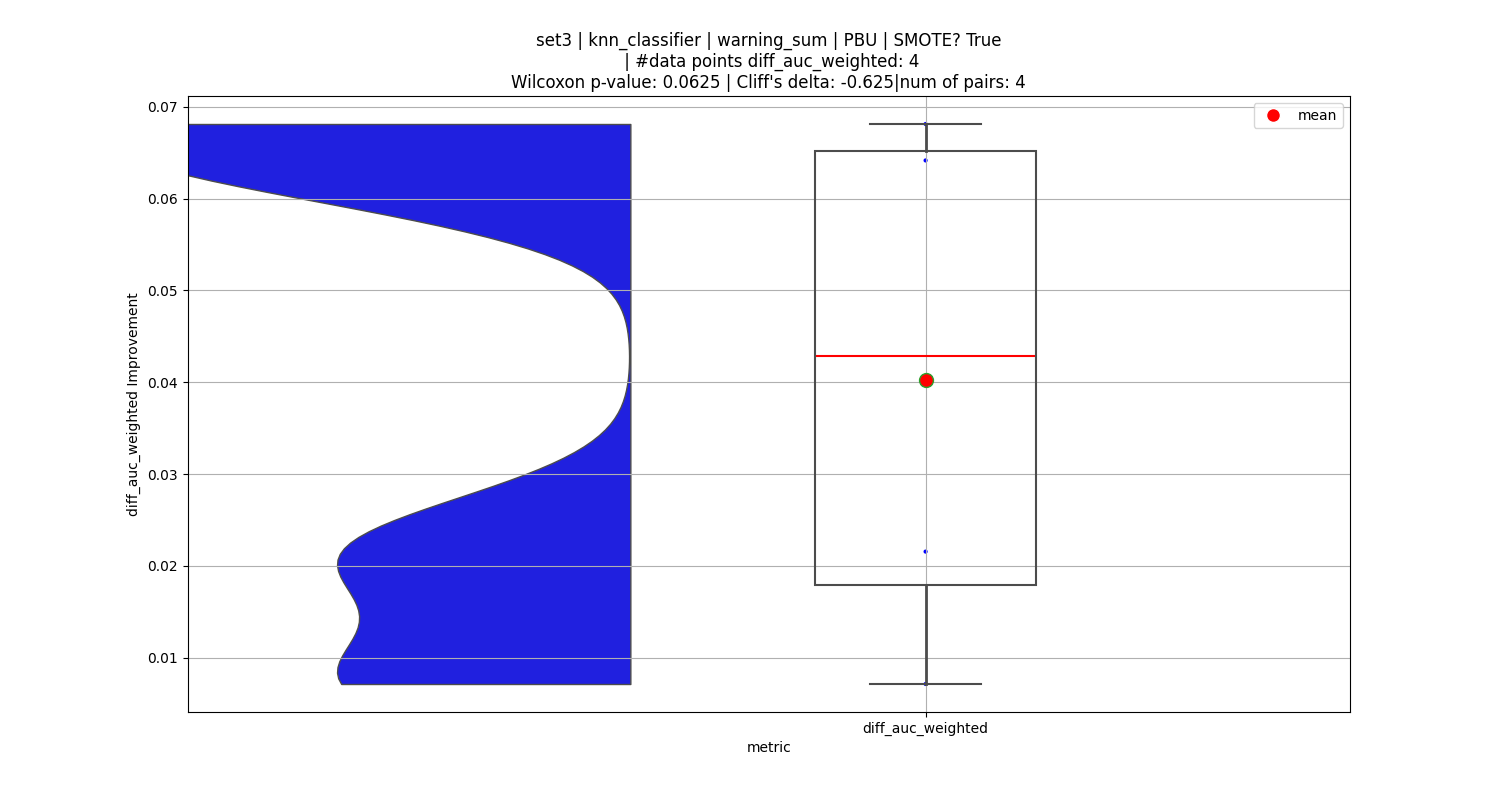 set3 | knn_classifier | warning_sum | PBU | SMOTE? True
| #data points diff_auc_weighted: 4
Wilcoxon p-value: 0.0625 | Cliff's delta: -0.625|num of pairs: 4
mean
0.07
0.06
0.05
0.04
0.03
0.02
0.01
diff_auc_weighted Improvement
diff_auc_weighted
metric